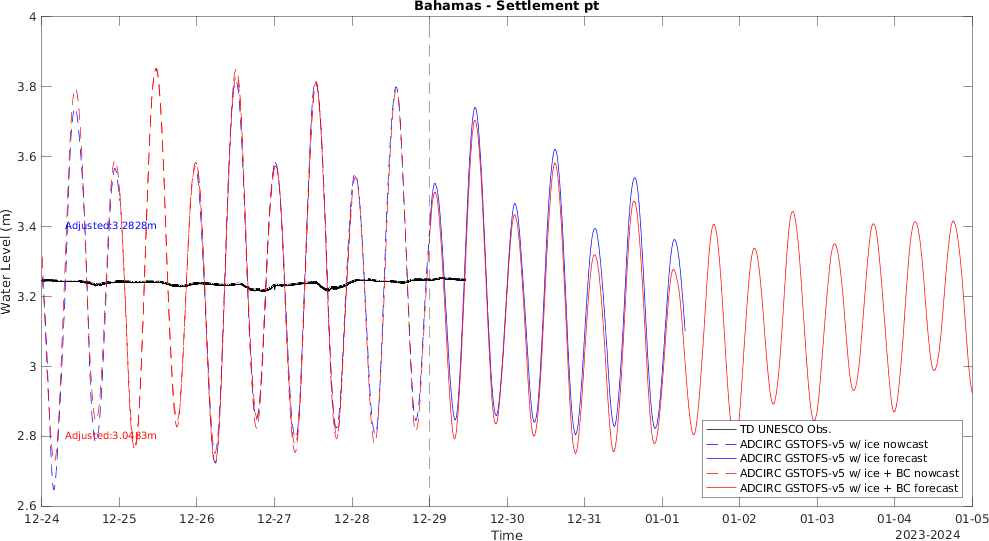 Bahamas - Settlement pt
4
3.8
3.6
3.4
3.2
3
2.8
2.6
Water Level (m)
Adjusted:3.2828m
Adjusted:3.0483m
TD UNESCO Obs.
ADCIRC GSTOFS-v5 w/ ice nowcast
ADCIRC GSTOFS-v5 w/ ice forecast
ADCIRC GSTOFS-v5 w/ ice + BC nowcast
ADCIRC GSTOFS-v5 w/ ice + BC forecast
12-24 12-25 12-26 12-27 12-28 12-29 12-30 12-31 01-01 01-02 01-03 01-04 01-05
Time
2023-2024